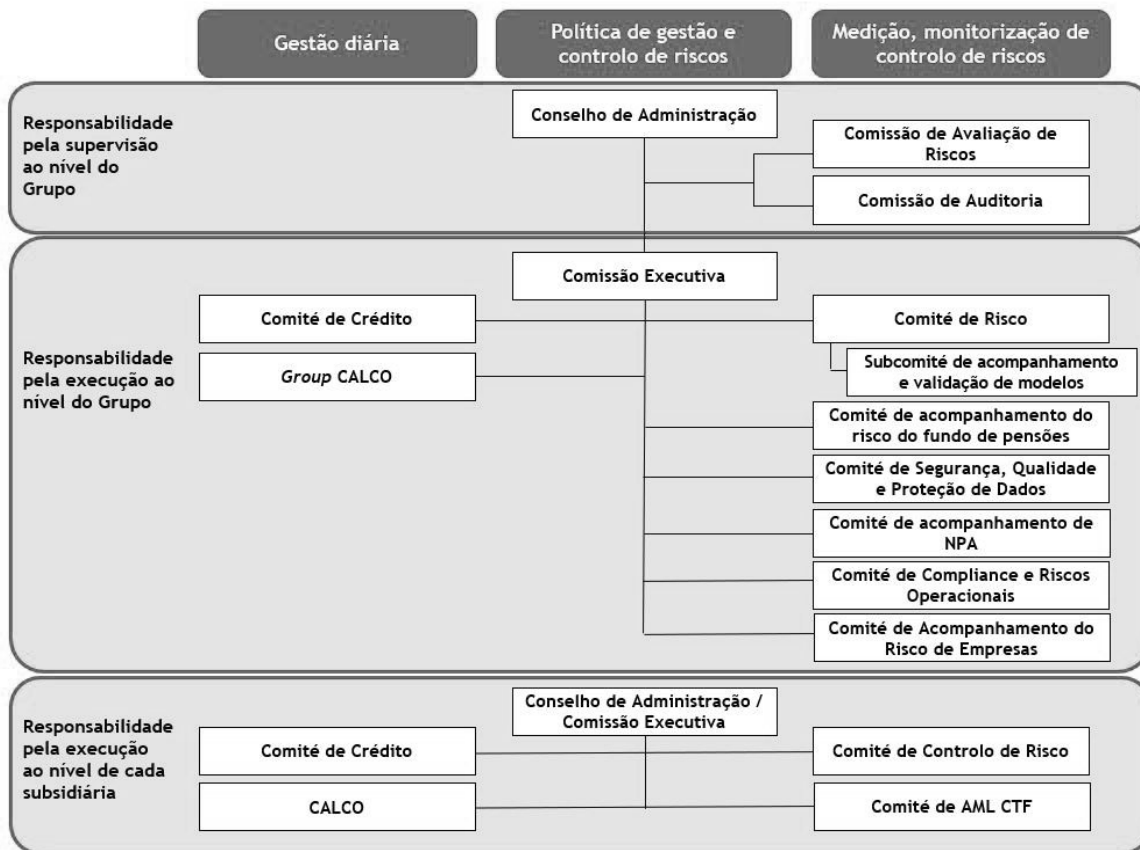 Gestão diária
Política de gestão e
controlo de riscos
Medição, monitorização de
controlo de riscos
Responsabilidade
pela supervisão
ao nível do
Grupo
Conselho de Administração
Comissão de Avaliação de
Riscos
Comissão de Auditoria
Responsabilidade
pela execução ao
nível do Grupo
Comissão Executiva
Comité de Crédito
Comité de Risco
Group CALCO
Subcomité de acompanhamento
e validação de modelos
Comité de acompanhamento do
risco do fundo de pensões
Comité de Segurança, Qualidade
e Proteção de Dados
Comité de acompanhamento de
NPA
Comité de Compliance e Riscos
Operacionais
Comité de Acompanhamento do
Risco de Empresas
Responsabilidade
pela execução
ao nível de cada
subsidiária
Conselho de Administração /
Comissão Executiva
Comité de Crédito
Comité de Controlo de Risco
CALCO
Comité de AML CTF